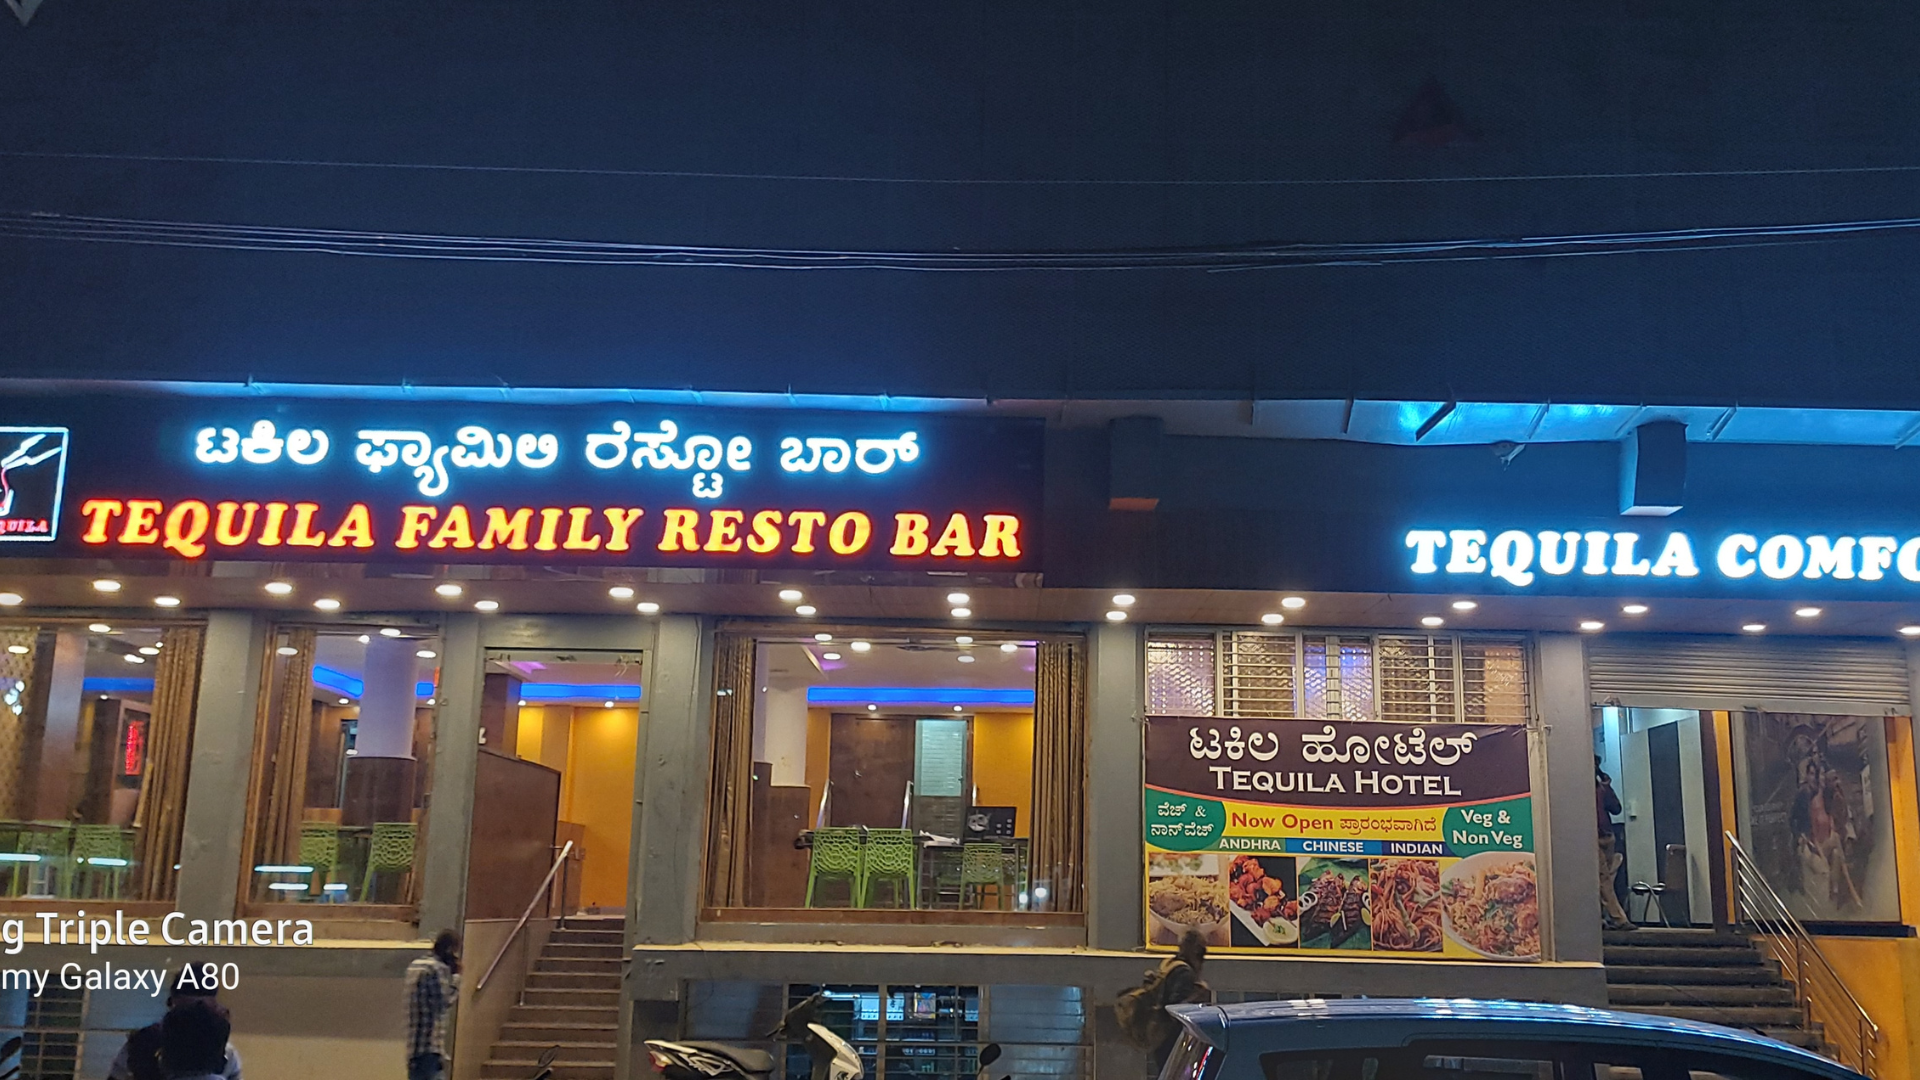 ಟಕಿಲ ಫ್ಯಾಮಿಲಿ ರೆಸ್ಟೋ ಬಾರ್
TEQUILA FAMILY RESTO BAR
TEQUILA COMFO
ಟಕಿಲ ಹೋಟೆಲ್
TEQUILA HOTEL
ವೆಜ್ &
ನಾನ್‌ವೆಜ್
Now Open ಪ್ರಾರಂಭವಾಗಿದೆ
Veg &
Non Veg
ANDHRA CHINESE INDIAN
g Triple Camera
my Galaxy A80